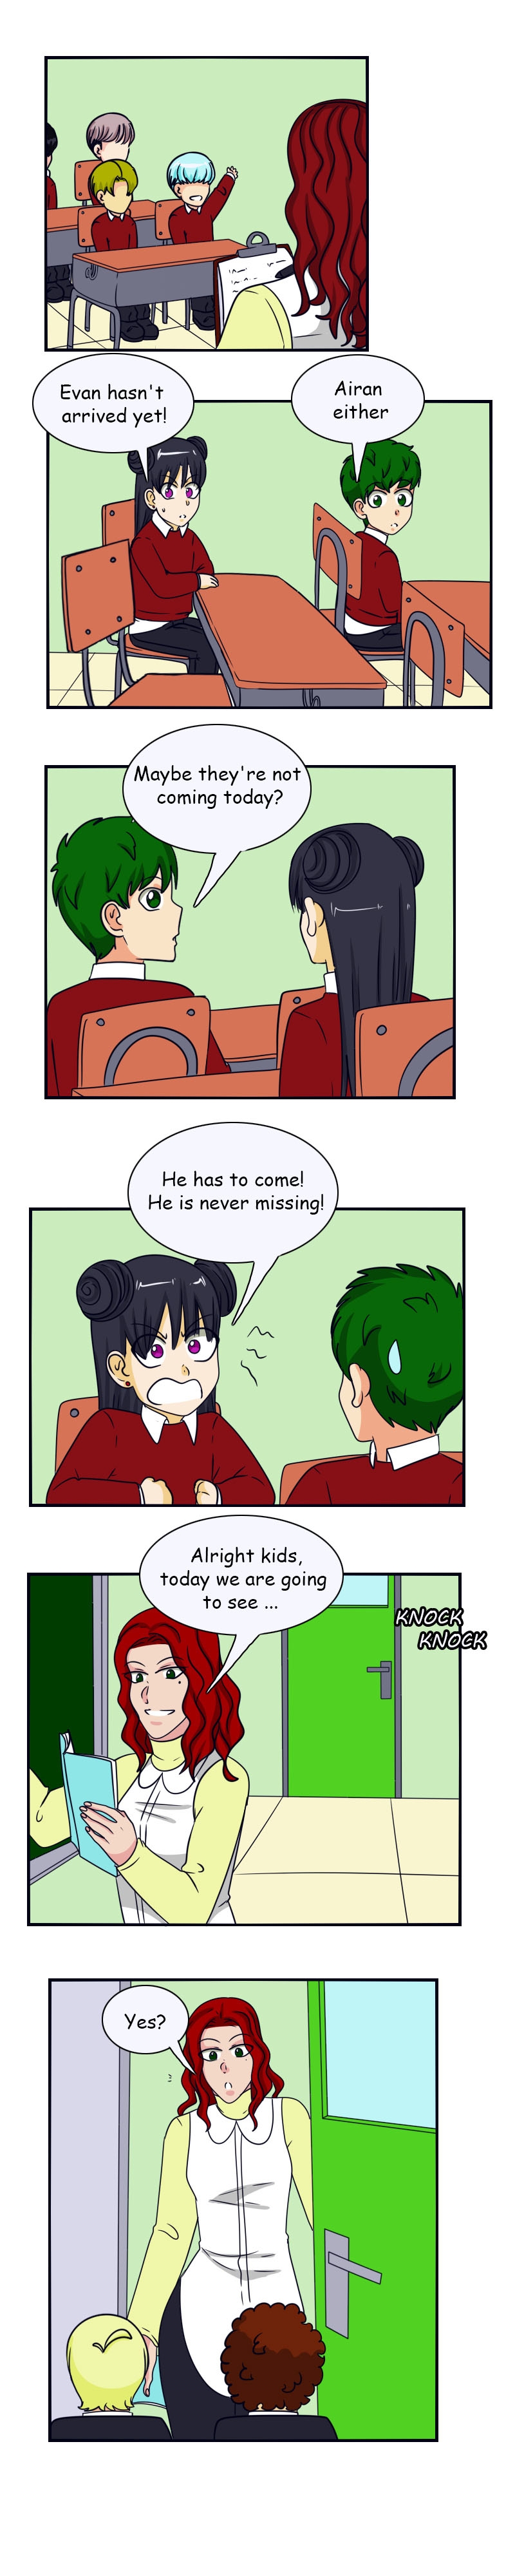 Evan hasn't
arrived yet!
Airan
either
Maybe they're not
coming today?
He has to come!
He is never missing!
Alright kids,
today we are going
to see ...
KNOCK
KNOCK
Yes?